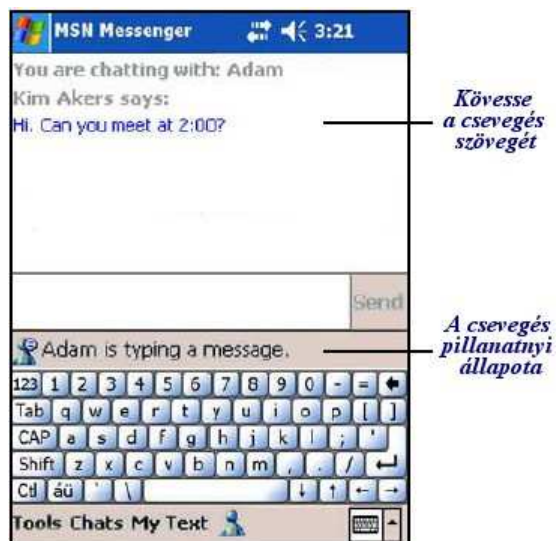 MSN Messenger 3:21
You are chatting with: Adam
Kim Akers says:
Hi. Can you meet at 2:00?
Kövesse
a csevegés
szövegét
Send
Adam is typing a message.
A csevegés
pillanatnyi
állapota
123 1 2 3 4 5 6 7 8 9 0 - =
Tab q w e r t y u i o p [ ]
CAP a s d f g h j k l ; '
Shift z x c v b n m , . /
Ctl áü ` \
Tools Chats My Text